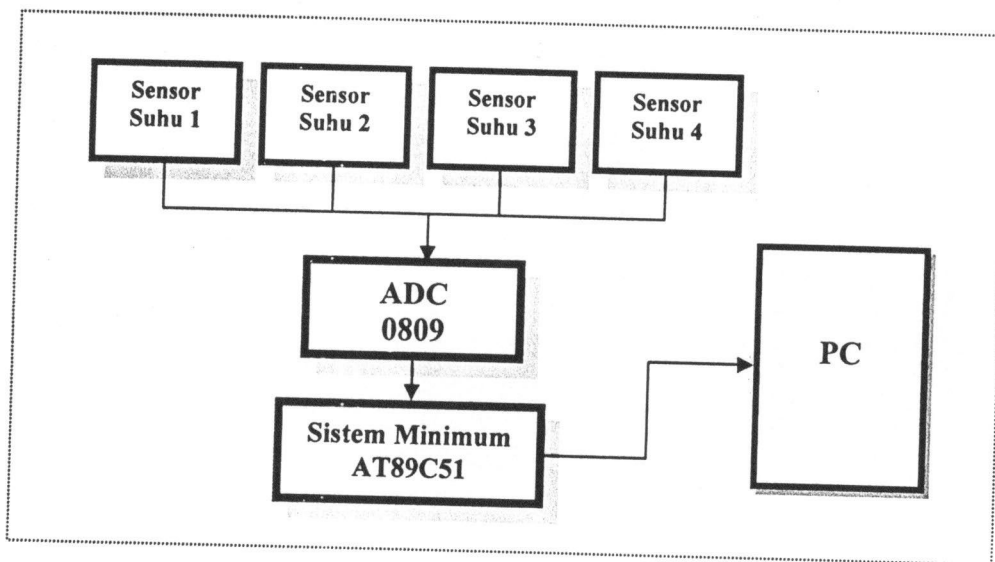 Sensor
Suhu 1
Sensor
Suhu 2
Sensor
Suhu 3
Sensor
Suhu 4
ADC
0809
PC
Sistem Minimum
AT89C51